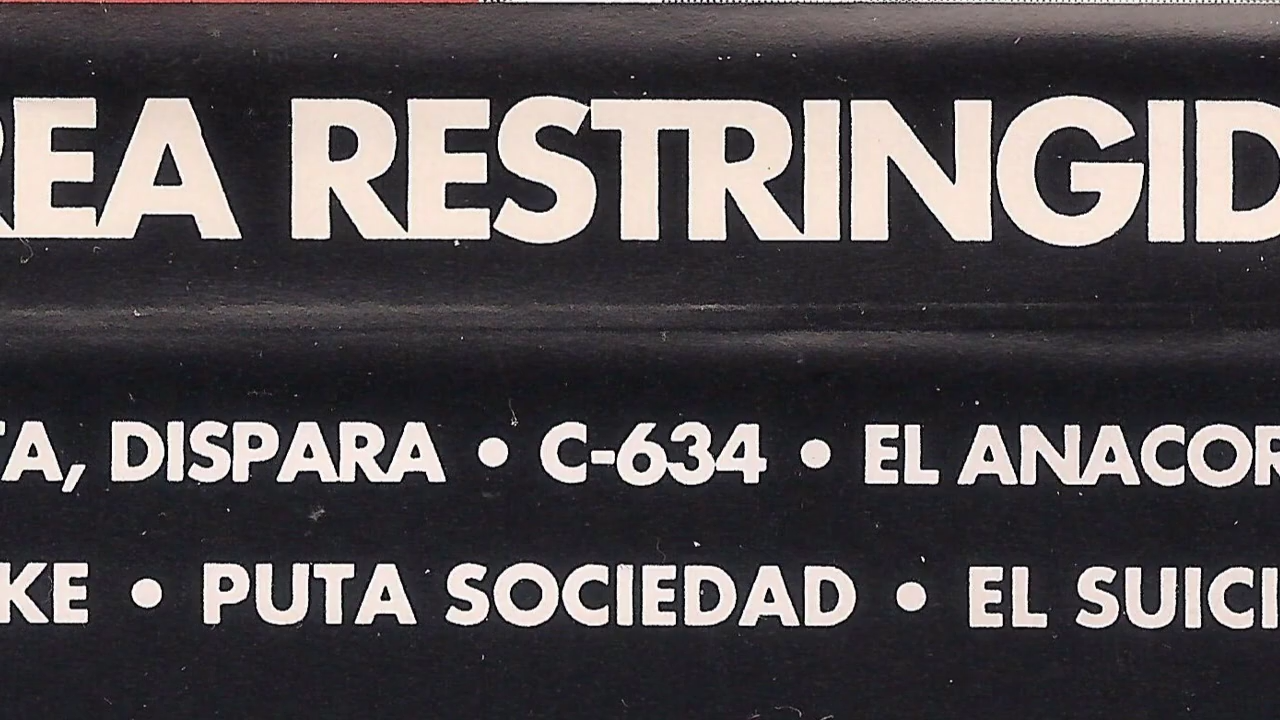 REA RESTRINGID
TA, DISPARA • C-634 • EL ANACOR
KE • PUTA SOCIEDAD • EL SUICI